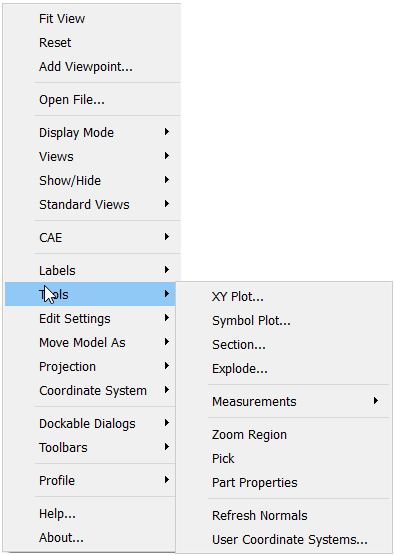 Fit View
Reset
Add Viewpoint...
Open File...
Display Mode
Views
Show/Hide
Standard Views
CAE
Labels
Tools
Edit Settings
Move Model As
Projection
Coordinate System
Dockable Dialogs
Toolbars
Profile
Help...
About...
XY Plot...
Symbol Plot...
Section...
Explode...
Measurements
Zoom Region
Pick
Part Properties
Refresh Normals
User Coordinate Systems...